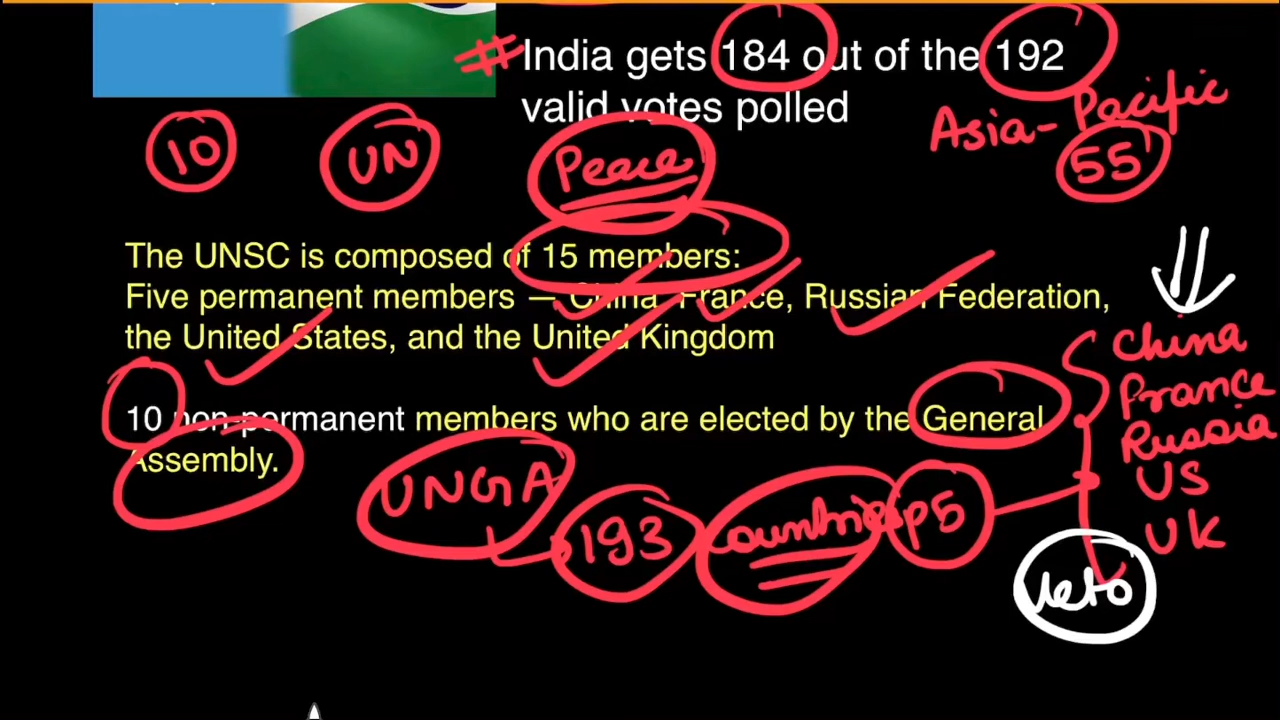 India gets 184 out of the 192
valid votes polled
Asia-Pacific
55
10
UN
Peace
The UNSC is composed of 15 members:
Five permanent members — China, France, Russian Federation,
the United States, and the United Kingdom
10 non-permanent members who are elected by the General
Assembly.
China
France
Russia
US
UK
UNGA
193
countries
P5
Veto